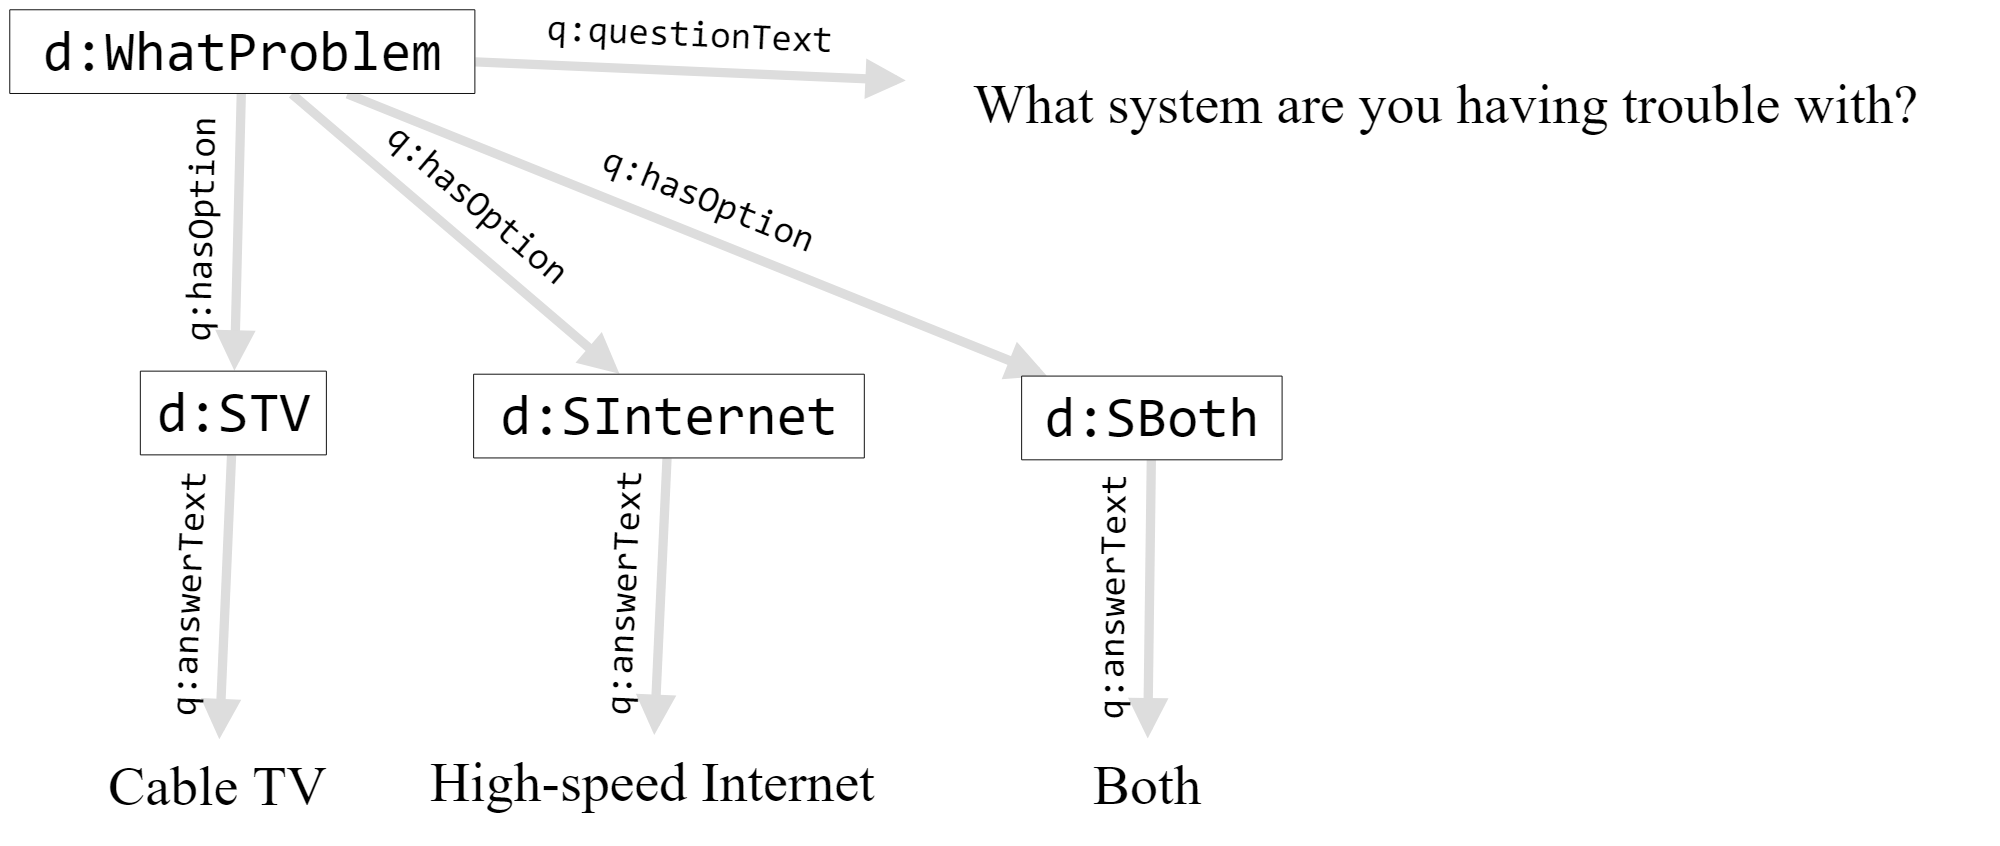 d:WhatProblem
q:questionText
What system are you having trouble with?
q:hasOption
q:hasOption
q:hasOption
d:STV
d:SInternet
d:SBoth
q:answerText
q:answerText
q:answerText
Cable TV
High-speed Internet
Both